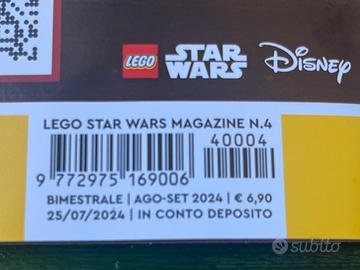 LEGO STAR WARS Disney
LEGO STAR WARS MAGAZINE N.4
40004
9 772975 169006
BIMESTRALE | AGO-SET 2024 | € 6,90
25/07/2024 | IN CONTO DEPOSITO
subito